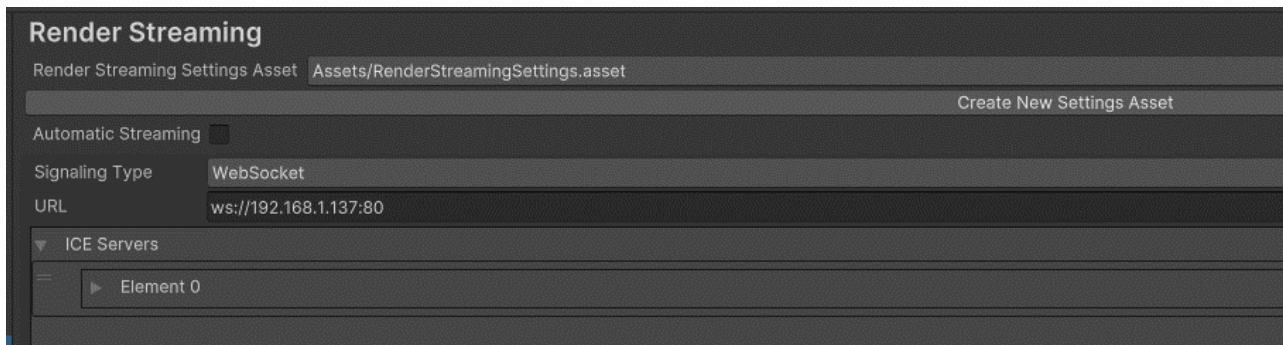 Render Streaming
Render Streaming Settings Asset Assets/RenderStreamingSettings.asset
Create New Settings Asset
Automatic Streaming
Signaling Type WebSocket
URL ws://192.168.1.137:80
ICE Servers
Element 0